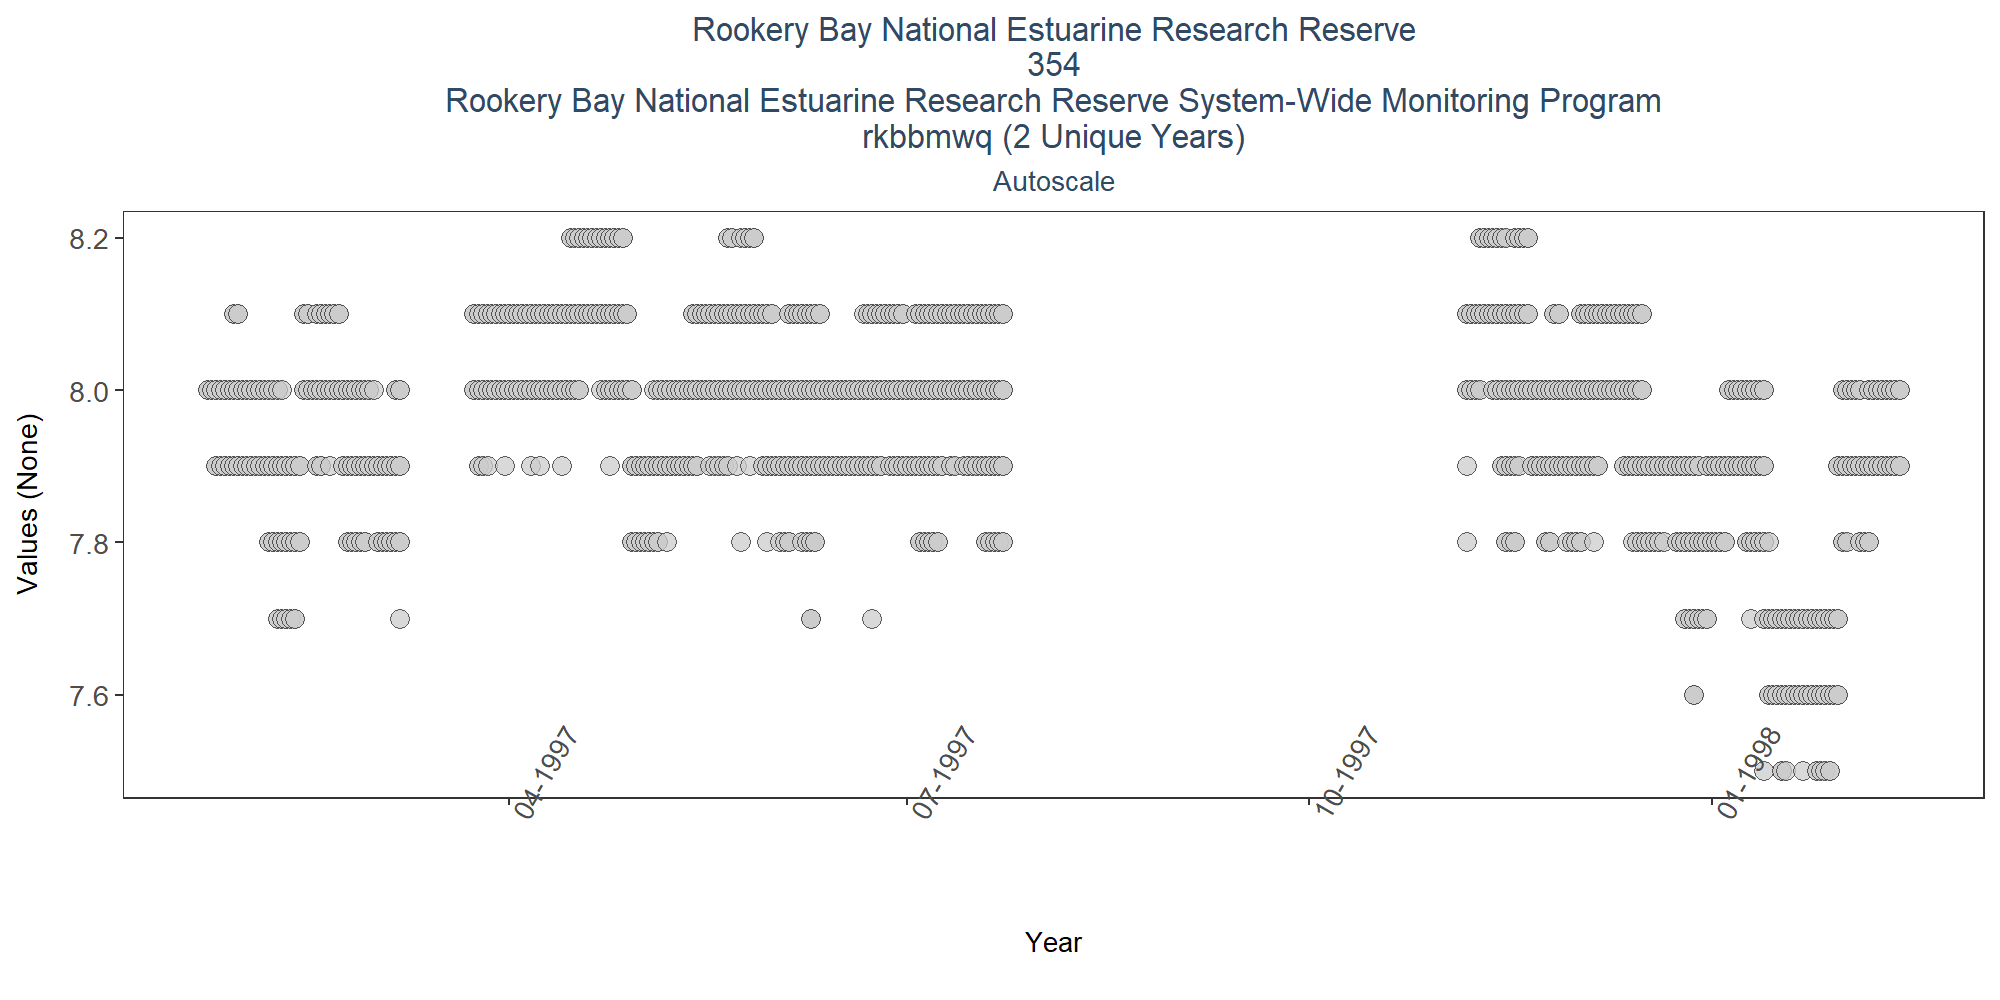 Rookery Bay National Estuarine Research Reserve
354
Rookery Bay National Estuarine Research Reserve System-Wide Monitoring Program
rkbbmwq (2 Unique Years)
Autoscale
Values (None)
8.2
8.0
7.8
7.6
04-1997
07-1997
10-1997
01-1998
Year